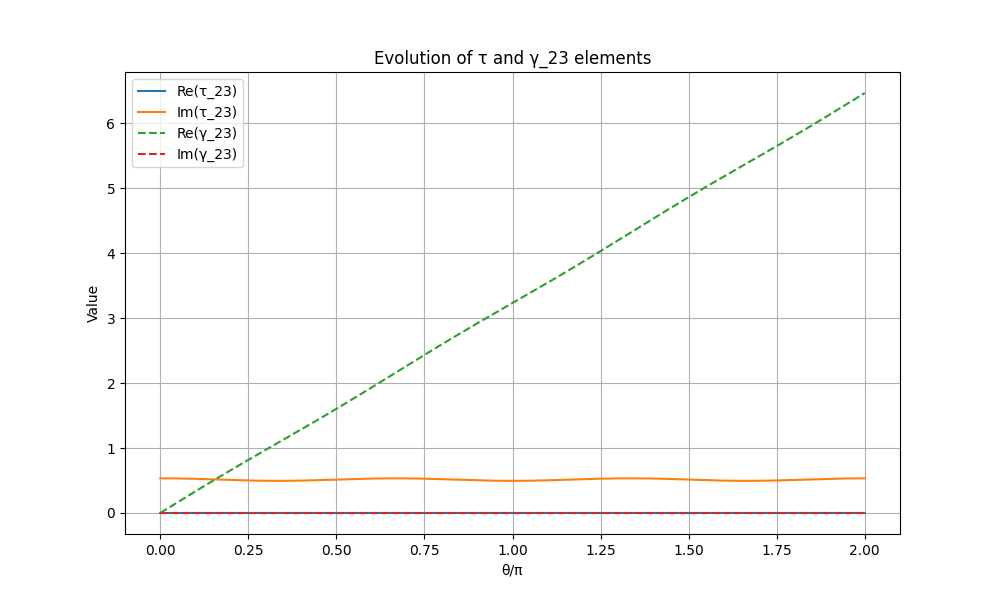 Evolution of τ and γ_23 elements
Re(τ_23)
Im(τ_23)
Re(γ_23)
Im(γ_23)
Value
6
5
4
3
2
1
0
0.00 0.25 0.50 0.75 1.00 1.25 1.50 1.75 2.00
θ/π